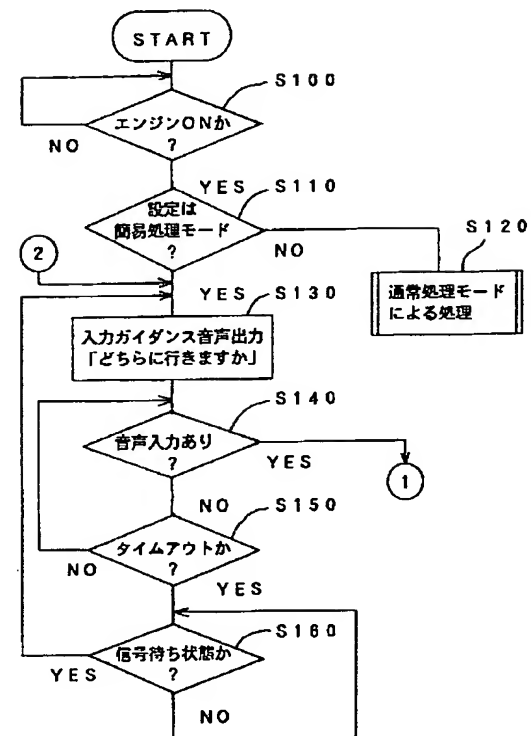 START
S100
エンジンONか
?
NO
YES
S110
設定は
簡易処理モード
?
NO
S120
通常処理モード
による処理
2
YES
S130
入力ガイダンス音声出力
「どちらに行きますか」
S140
音声入力あり
?
YES
1
NO
S150
タイムアウトか
?
NO
YES
S160
信号待ち状態か
?
YES
NO